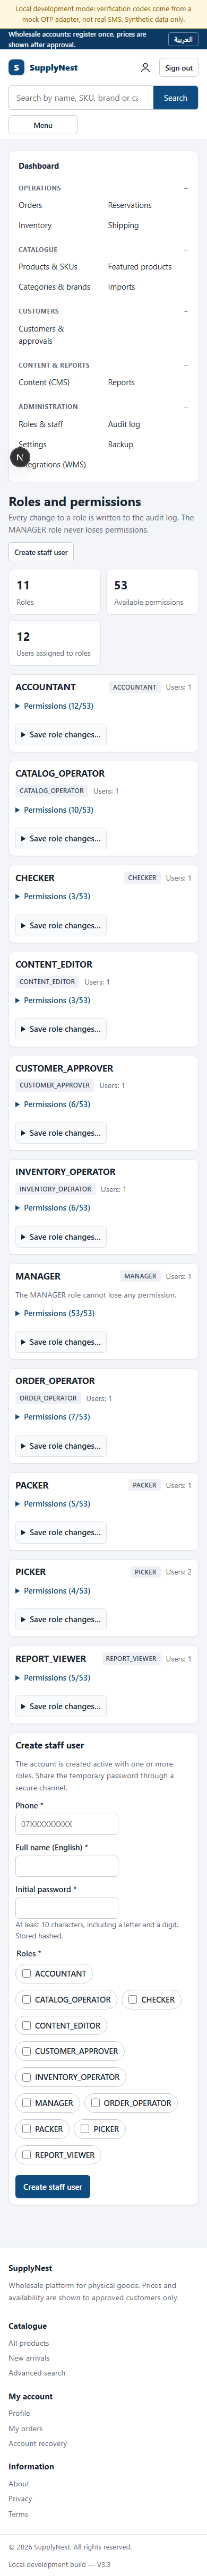 Local development mode: verification codes come from a
mock OTP adapter, not real SMS. Synthetic data only.
Wholesale accounts: register once, prices are
shown after approval.
العربية
S SupplyNest
Sign out
Search by name, SKU, brand or ca
Search
Menu
Dashboard
OPERATIONS –
Orders Reservations
Inventory Shipping
CATALOGUE –
Products & SKUs Featured products
Categories & brands Imports
CUSTOMERS –
Customers &
approvals
CONTENT & REPORTS –
Content (CMS) Reports
ADMINISTRATION –
Roles & staff Audit log
Settings Backup
N
Integrations (WMS)
Roles and permissions
Every change to a role is written to the audit log. The
MANAGER role never loses permissions.
Create staff user
11
Roles
53
Available permissions
12
Users assigned to roles
ACCOUNTANT ACCOUNTANT Users: 1
Permissions (12/53)
Save role changes...
CATALOG_OPERATOR
CATALOG_OPERATOR Users: 1
Permissions (10/53)
Save role changes...
CHECKER CHECKER Users: 1
Permissions (3/53)
Save role changes...
CONTENT_EDITOR
CONTENT_EDITOR Users: 1
Permissions (3/53)
Save role changes...
CUSTOMER_APPROVER
CUSTOMER_APPROVER Users: 1
Permissions (6/53)
Save role changes...
INVENTORY_OPERATOR
INVENTORY_OPERATOR Users: 1
Permissions (6/53)
Save role changes...
MANAGER MANAGER Users: 1
The MANAGER role cannot lose any permission.
Permissions (53/53)
Save role changes...
ORDER_OPERATOR
ORDER_OPERATOR Users: 1
Permissions (7/53)
Save role changes...
PACKER PACKER Users: 1
Permissions (5/53)
Save role changes...
PICKER PICKER Users: 2
Permissions (4/53)
Save role changes...
REPORT_VIEWER REPORT_VIEWER Users: 1
Permissions (5/53)
Save role changes...
Create staff user
The account is created active with one or more
roles. Share the temporary password through a
secure channel.
Phone *
07XXXXXXXXX
Full name (English) *
Initial password *
At least 10 characters, including a letter and a digit.
Stored hashed.
Roles *
ACCOUNTANT
CATALOG_OPERATOR CHECKER
CONTENT_EDITOR
CUSTOMER_APPROVER
INVENTORY_OPERATOR
MANAGER ORDER_OPERATOR
PACKER PICKER
REPORT_VIEWER
Create staff user
SupplyNest
Wholesale platform for physical goods. Prices and
availability are shown to approved customers only.
Catalogue
All products
New arrivals
Advanced search
My account
Profile
My orders
Account recovery
Information
About
Privacy
Terms
© 2026 SupplyNest. All rights reserved.
Local development build — V3.3